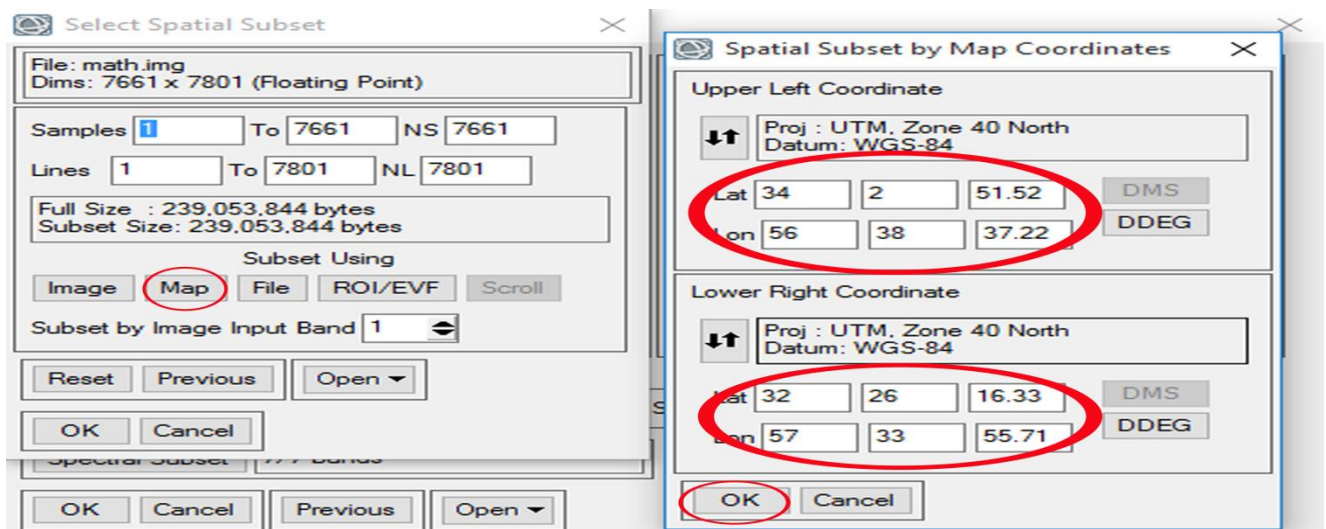 Select Spatial Subset
File: math.img
Dims: 7661 x 7801 (Floating Point)
Samples 1 To 7661 NS 7661
Lines 1 To 7801 NL 7801
Full Size : 239,053,844 bytes
Subset Size: 239,053,844 bytes
Subset Using
Image Map File ROI/EVF Scroll
Subset by Image Input Band 1
Reset Previous Open
OK Cancel
Spectral Subset 7/7 Bands
OK Cancel Previous Open
Spatial Subset by Map Coordinates
Upper Left Coordinate
Proj : UTM, Zone 40 North
Datum: WGS-84
Lat 34 2 51.52 DMS
Lon 56 38 37.22 DDEG
Lower Right Coordinate
Proj : UTM, Zone 40 North
Datum: WGS-84
Lat 32 26 16.33 DMS
Lon 57 33 55.71 DDEG
OK Cancel